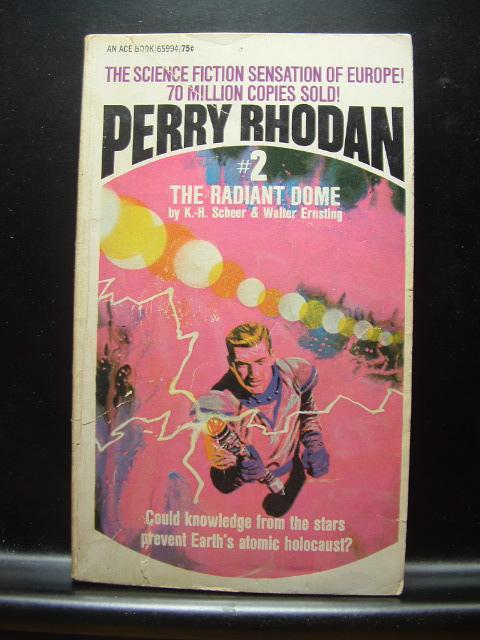 AN ACE BOOK/65994/75¢
THE SCIENCE FICTION SENSATION OF EUROPE!
70 MILLION COPIES SOLD!
PERRY RHODAN
#2
THE RADIANT DOME
by K.-H. Scheer & Walter Ernsting
Could knowledge from the stars
prevent Earth's atomic holocaust?